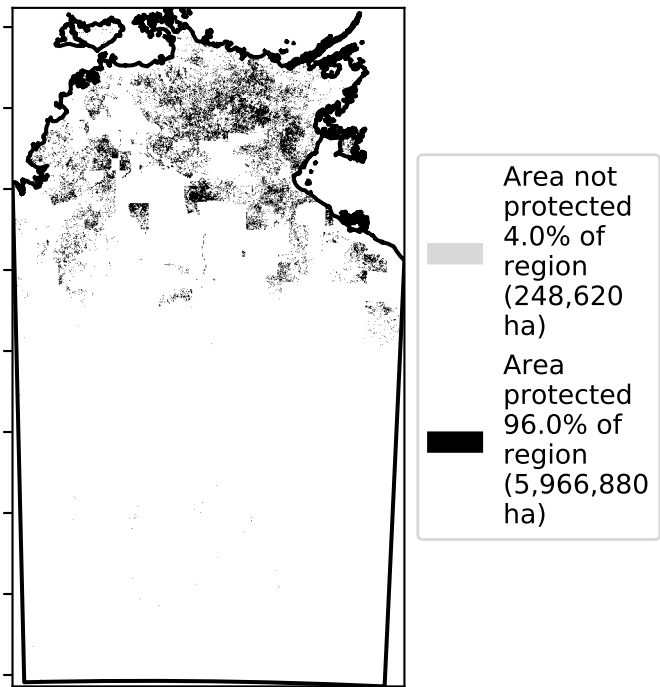 Area not
protected
4.0% of
region
(248,620
ha)
Area
protected
96.0% of
region
(5,966,880
ha)